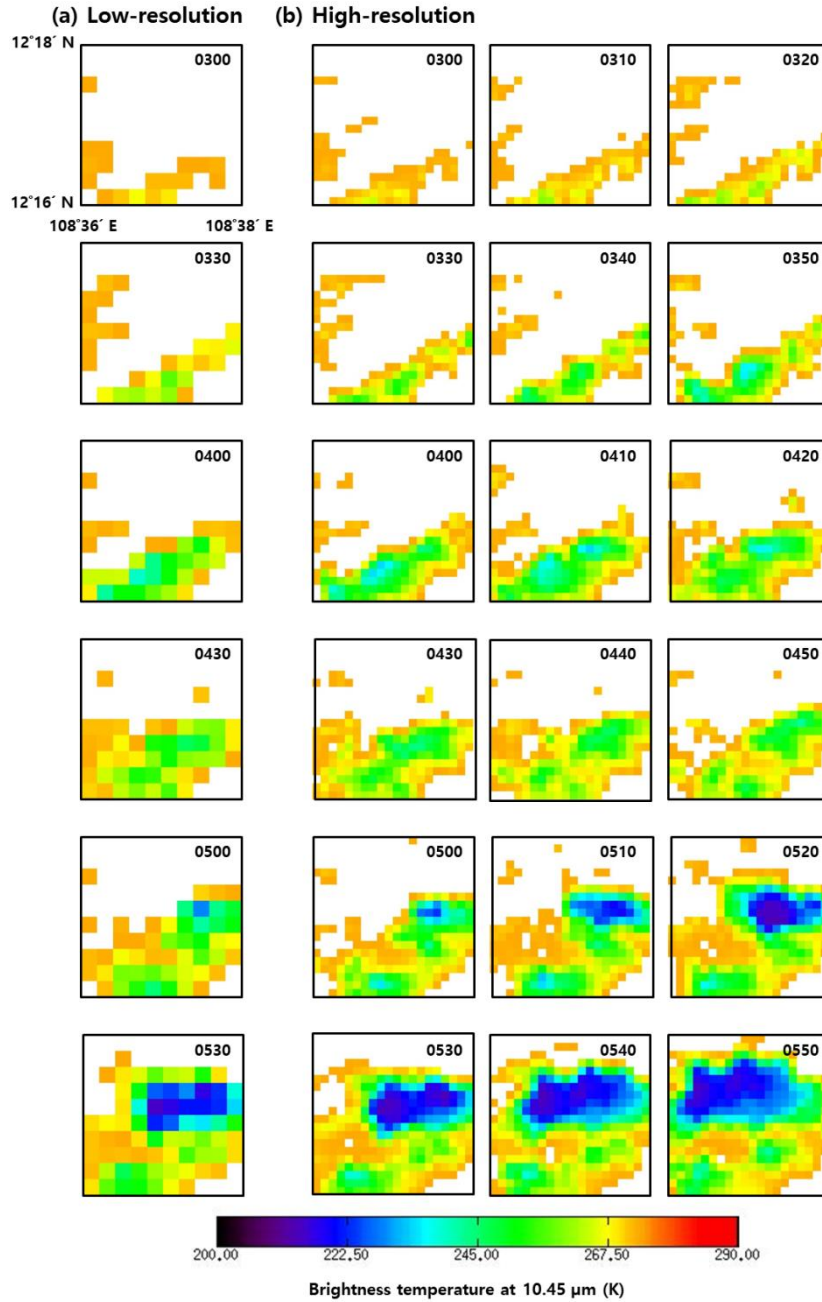 (a) Low-resolution (b) High-resolution
12°18´ N
0300 0300 0310 0320
12°16´ N
108°36´ E 108°38´ E
0330 0330 0340 0350
0400 0400 0410 0420
0430 0430 0440 0450
0500 0500 0510 0520
0530 0530 0540 0550
200.00 222.50 245.00 267.50 290.00
Brightness temperature at 10.45 μm (K)